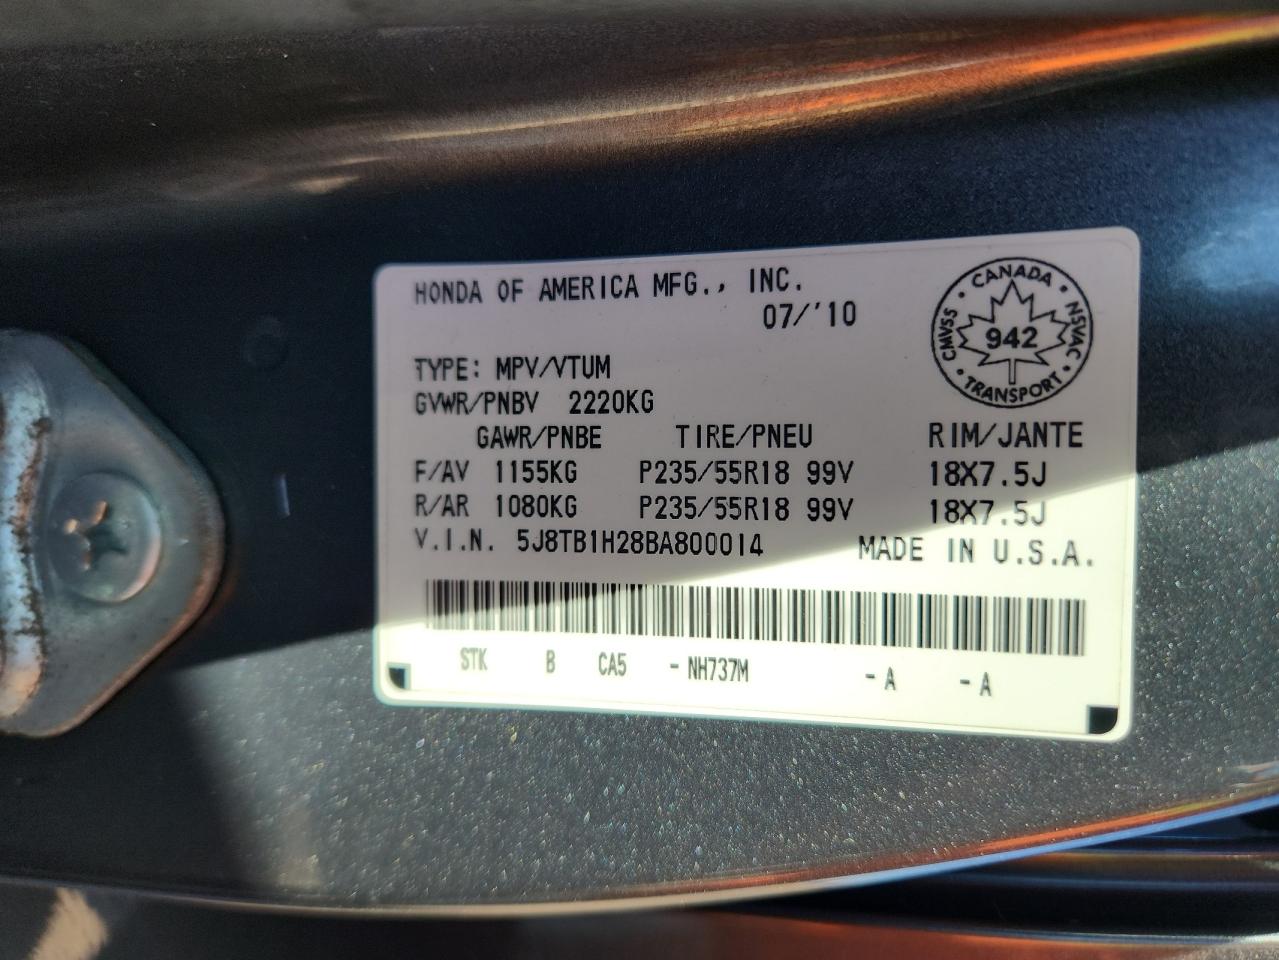 HONDA OF AMERICA MFG., INC.
07/'10
CANADA
CMVSS · NSVAC
942
TRANSPORT
TYPE: MPV/VTUM
GVWR/PNBV 2220KG
GAWR/PNBE TIRE/PNEU RIM/JANTE
F/AV 1155KG P235/55R18 99V 18X7.5J
R/AR 1080KG P235/55R18 99V 18X7.5J
V.I.N. 5J8TB1H28BA800014 MADE IN U.S.A.
STK B CA5 -NH737M -A -A